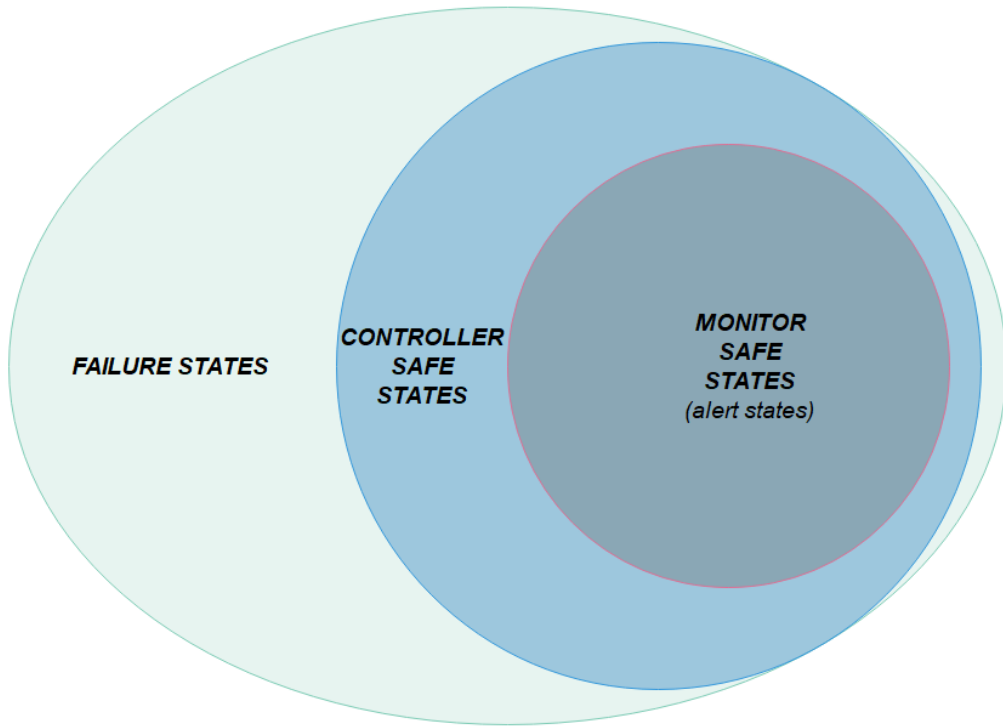 FAILURE STATES
CONTROLLER
SAFE
STATES
MONITOR
SAFE
STATES
(alert states)